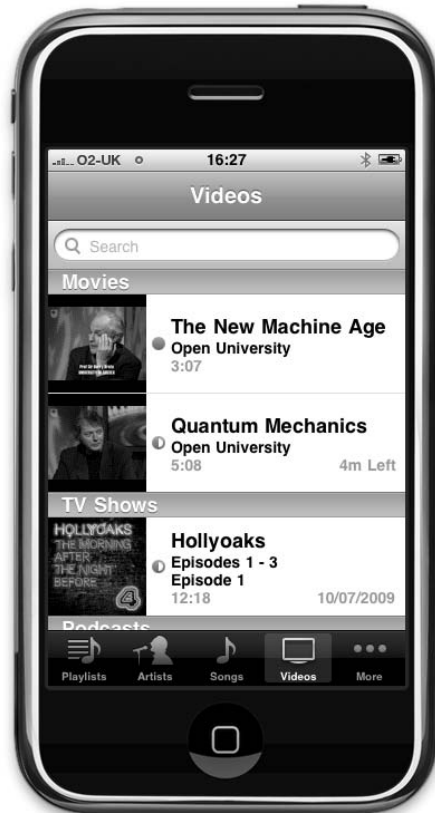 O2-UK
16:27
Videos
Search
Movies
The New Machine Age
Open University
3:07
Quantum Mechanics
Open University
5:08 4m Left
TV Shows
HOLLYOAKS
THE MORNING
AFTER
THE NIGHT
BEFORE
4
Hollyoaks
Episodes 1 - 3
Episode 1
12:18 10/07/2009
Podcasts
Playlists Artists Songs Videos More